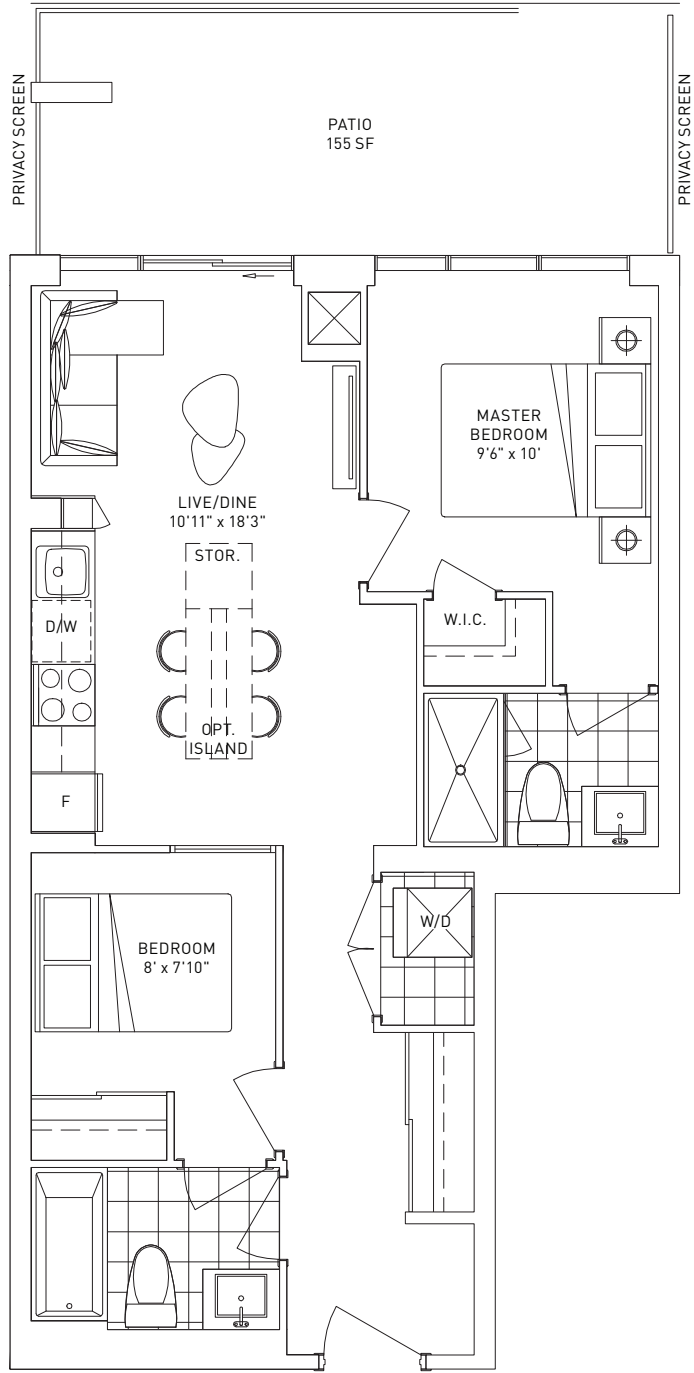 PRIVACY SCREEN
PATIO
155 SF
PRIVACY SCREEN
MASTER
BEDROOM
9'6" x 10'
LIVE/DINE
10'11" x 18'3"
STOR.
D/W
W.I.C.
OPT.
ISLAND
F
W/D
BEDROOM
8' x 7'10"